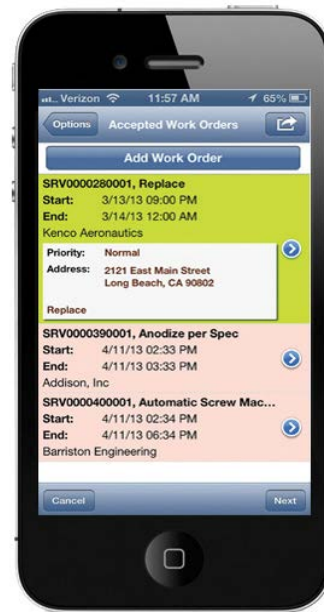 Verizon 11:57 AM 65%
Options Accepted Work Orders
Add Work Order
SRV0000280001, Replace
Start: 3/13/13 09:00 PM
End: 3/14/13 12:00 AM
Kenco Aeronautics
Priority: Normal
Address: 2121 East Main Street
Long Beach, CA 90802
Replace
SRV0000390001, Anodize per Spec
Start: 4/11/13 02:33 PM
End: 4/11/13 03:33 PM
Addison, Inc
SRV0000400001, Automatic Screw Mac...
Start: 4/11/13 02:34 PM
End: 4/11/13 06:34 PM
Barriston Engineering
Cancel Next